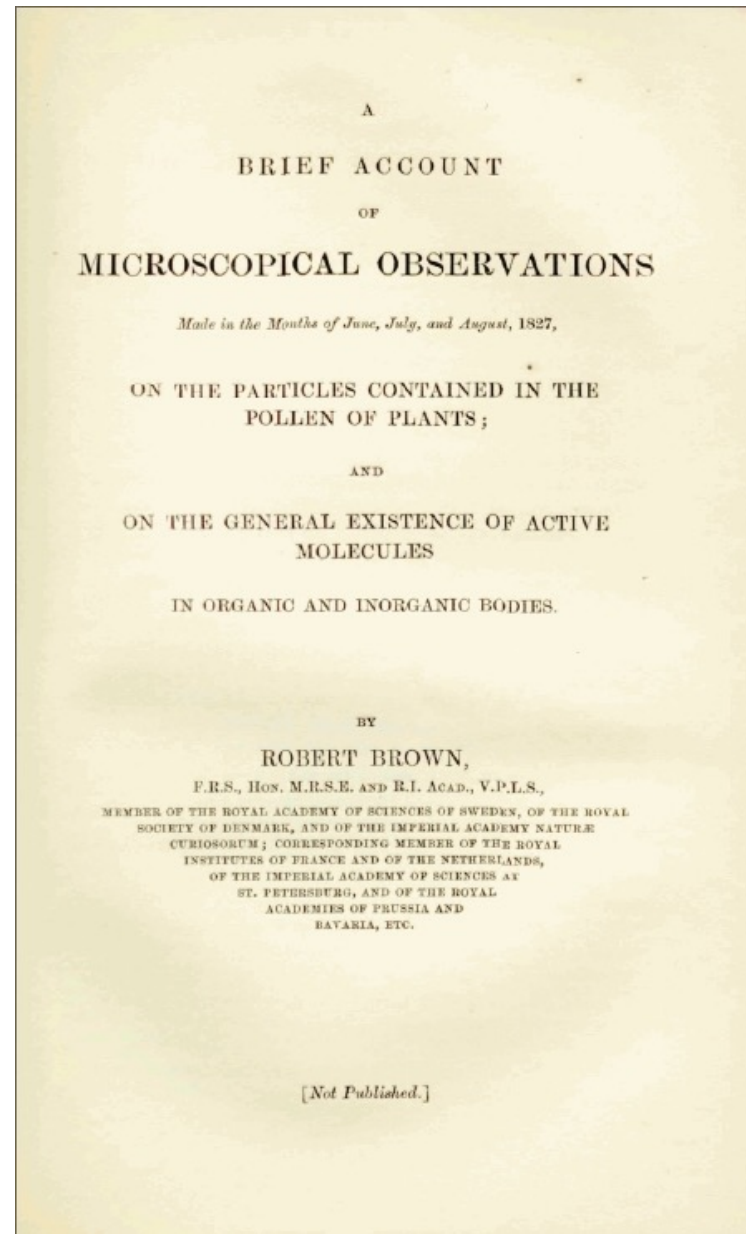 A
BRIEF ACCOUNT
OF
MICROSCOPICAL OBSERVATIONS
Made in the Months of June, July, and August, 1827,
ON THE PARTICLES CONTAINED IN THE
POLLEN OF PLANTS;
AND
ON THE GENERAL EXISTENCE OF ACTIVE
MOLECULES
IN ORGANIC AND INORGANIC BODIES.
BY
ROBERT BROWN,
F.R.S., HON. M.R.S.E. AND R.I. ACAD., V.P.L.S.,
MEMBER OF THE ROYAL ACADEMY OF SCIENCES OF SWEDEN, OF THE ROYAL
SOCIETY OF DENMARK, AND OF THE IMPERIAL ACADEMY NATURÆ
CURIOSORUM; CORRESPONDING MEMBER OF THE ROYAL
INSTITUTES OF FRANCE AND OF THE NETHERLANDS,
OF THE IMPERIAL ACADEMY OF SCIENCES AT
ST. PETERSBURG, AND OF THE ROYAL
ACADEMIES OF PRUSSIA AND
BAVARIA, ETC.
[Not Published.]